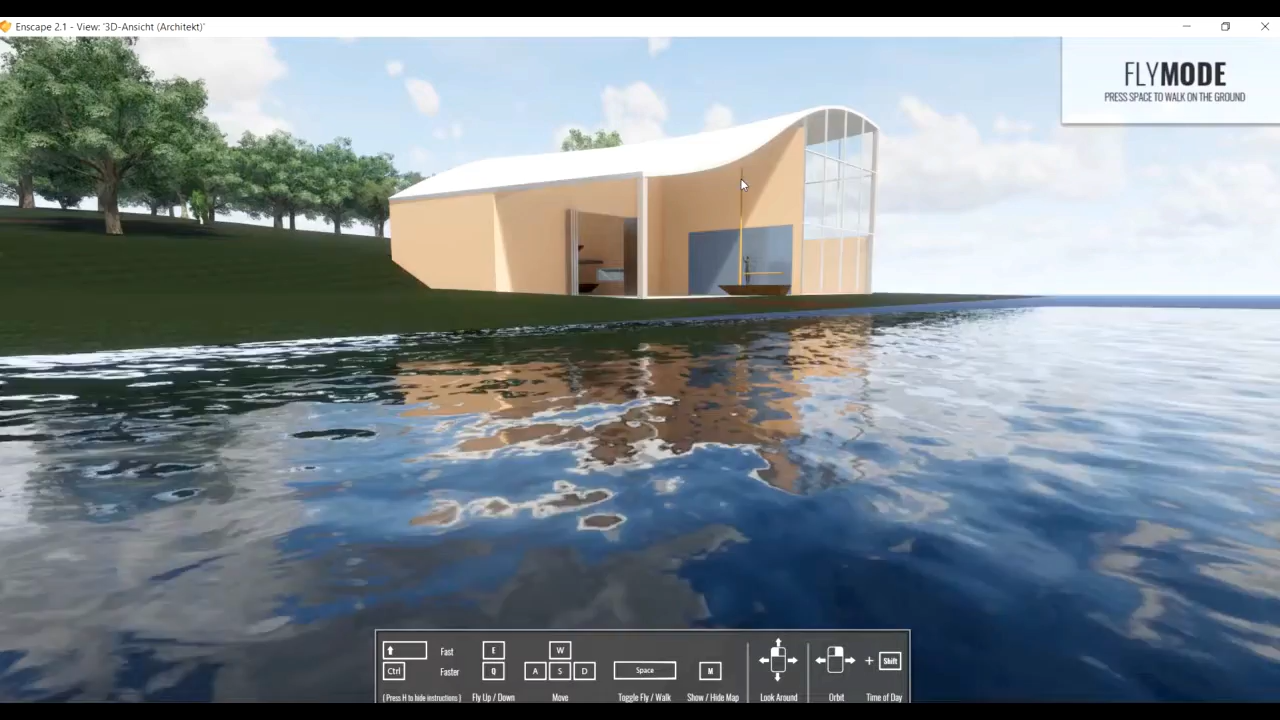 Enscape 2.1 - View: '3D-Ansicht (Architekt)'
FLYMODE
PRESS SPACE TO WALK ON THE GROUND
Fast
E
W
Ctrl
Faster
Q
A
S
D
Space
M
+
Shift
( Press H to hide instructions )
Fly Up / Down
Move
Toggle Fly / Walk
Show / Hide Map
Look Around
Orbit
Time of Day